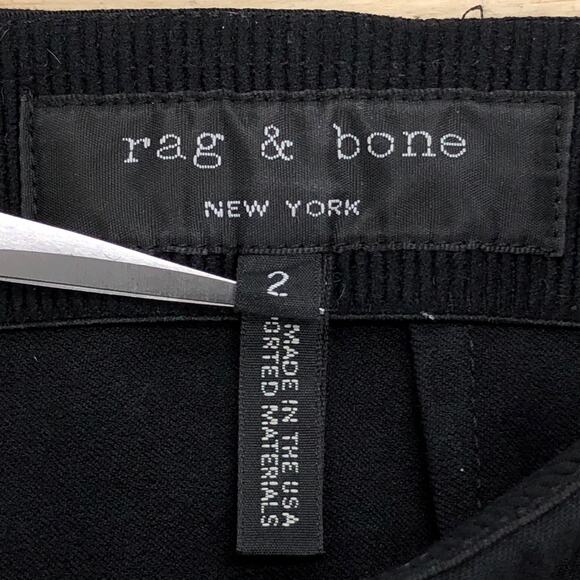 rag & bone
NEW YORK
2
MADE IN THE USA
ORTED MATERIALS